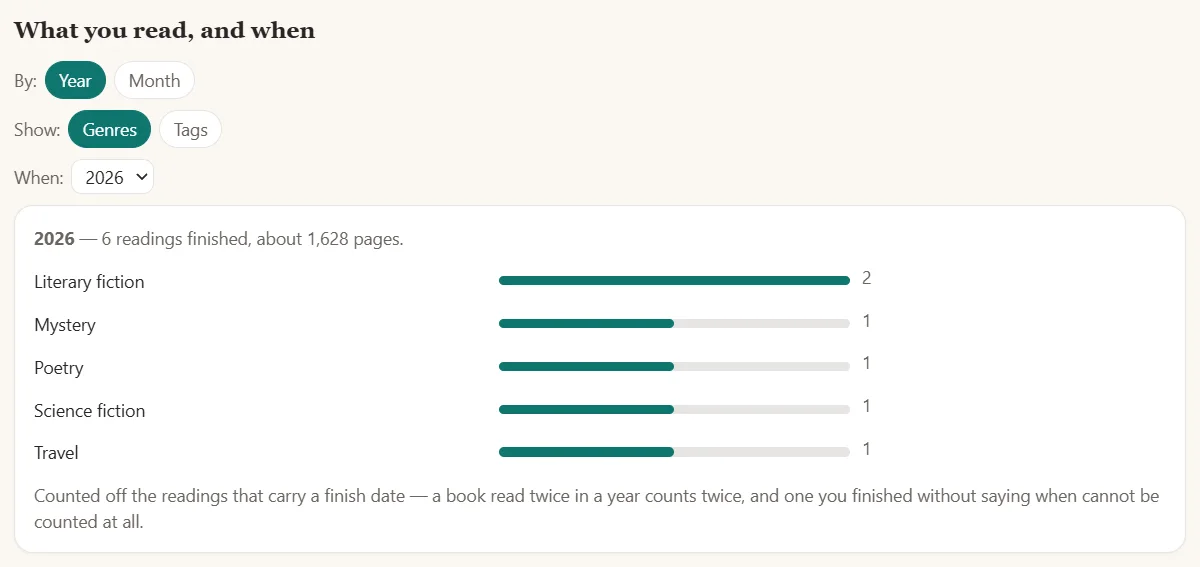 What you read, and when
By: Year Month
Show: Genres Tags
When: 2026
2026 — 6 readings finished, about 1,628 pages.
Literary fiction 2
Mystery 1
Poetry 1
Science fiction 1
Travel 1
Counted off the readings that carry a finish date — a book read twice in a year counts twice, and one you finished without saying when cannot be
counted at all.